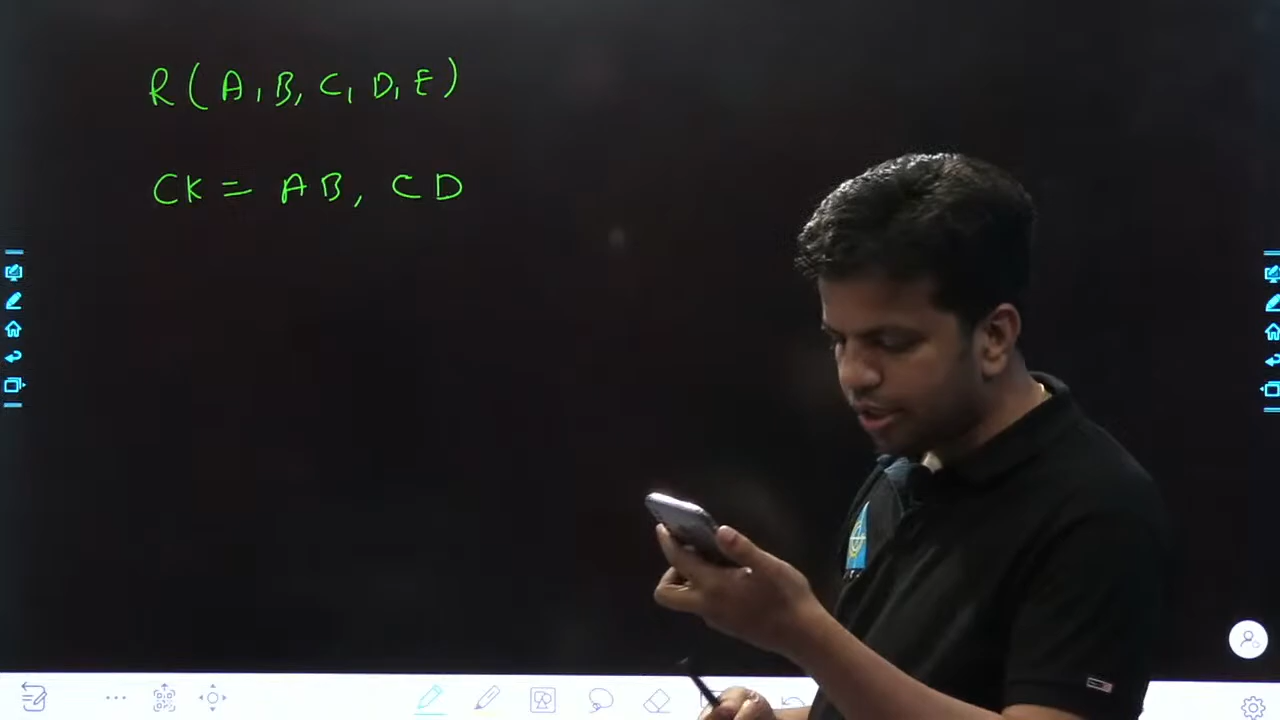 R(A, B, C, D, E)
CK = AB, CD